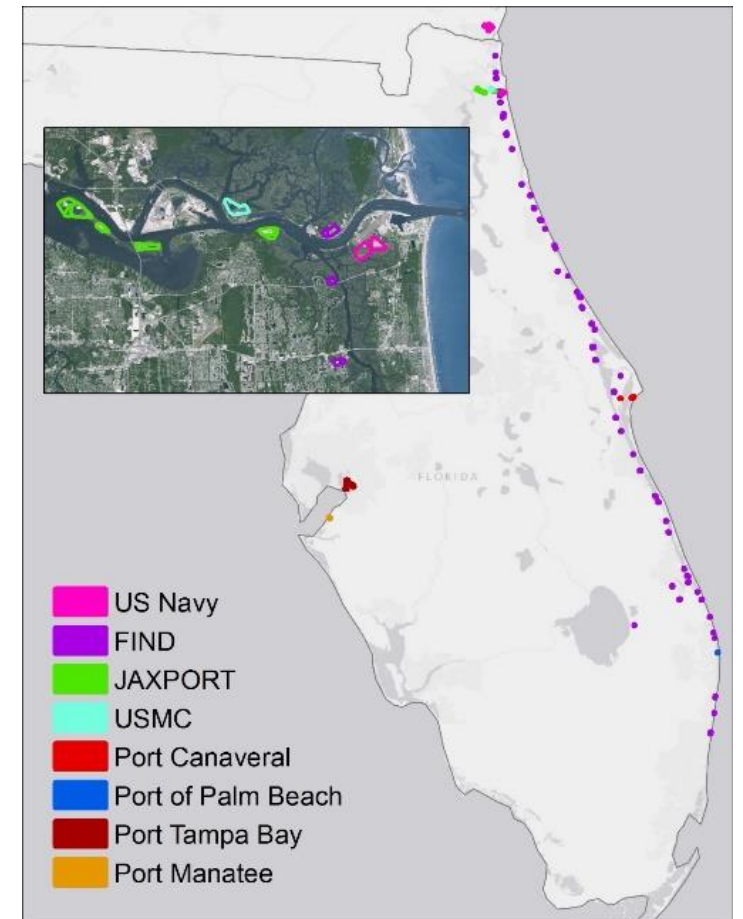 FLORIDA
US Navy
FIND
JAXPORT
USMC
Port Canaveral
Port of Palm Beach
Port Tampa Bay
Port Manatee